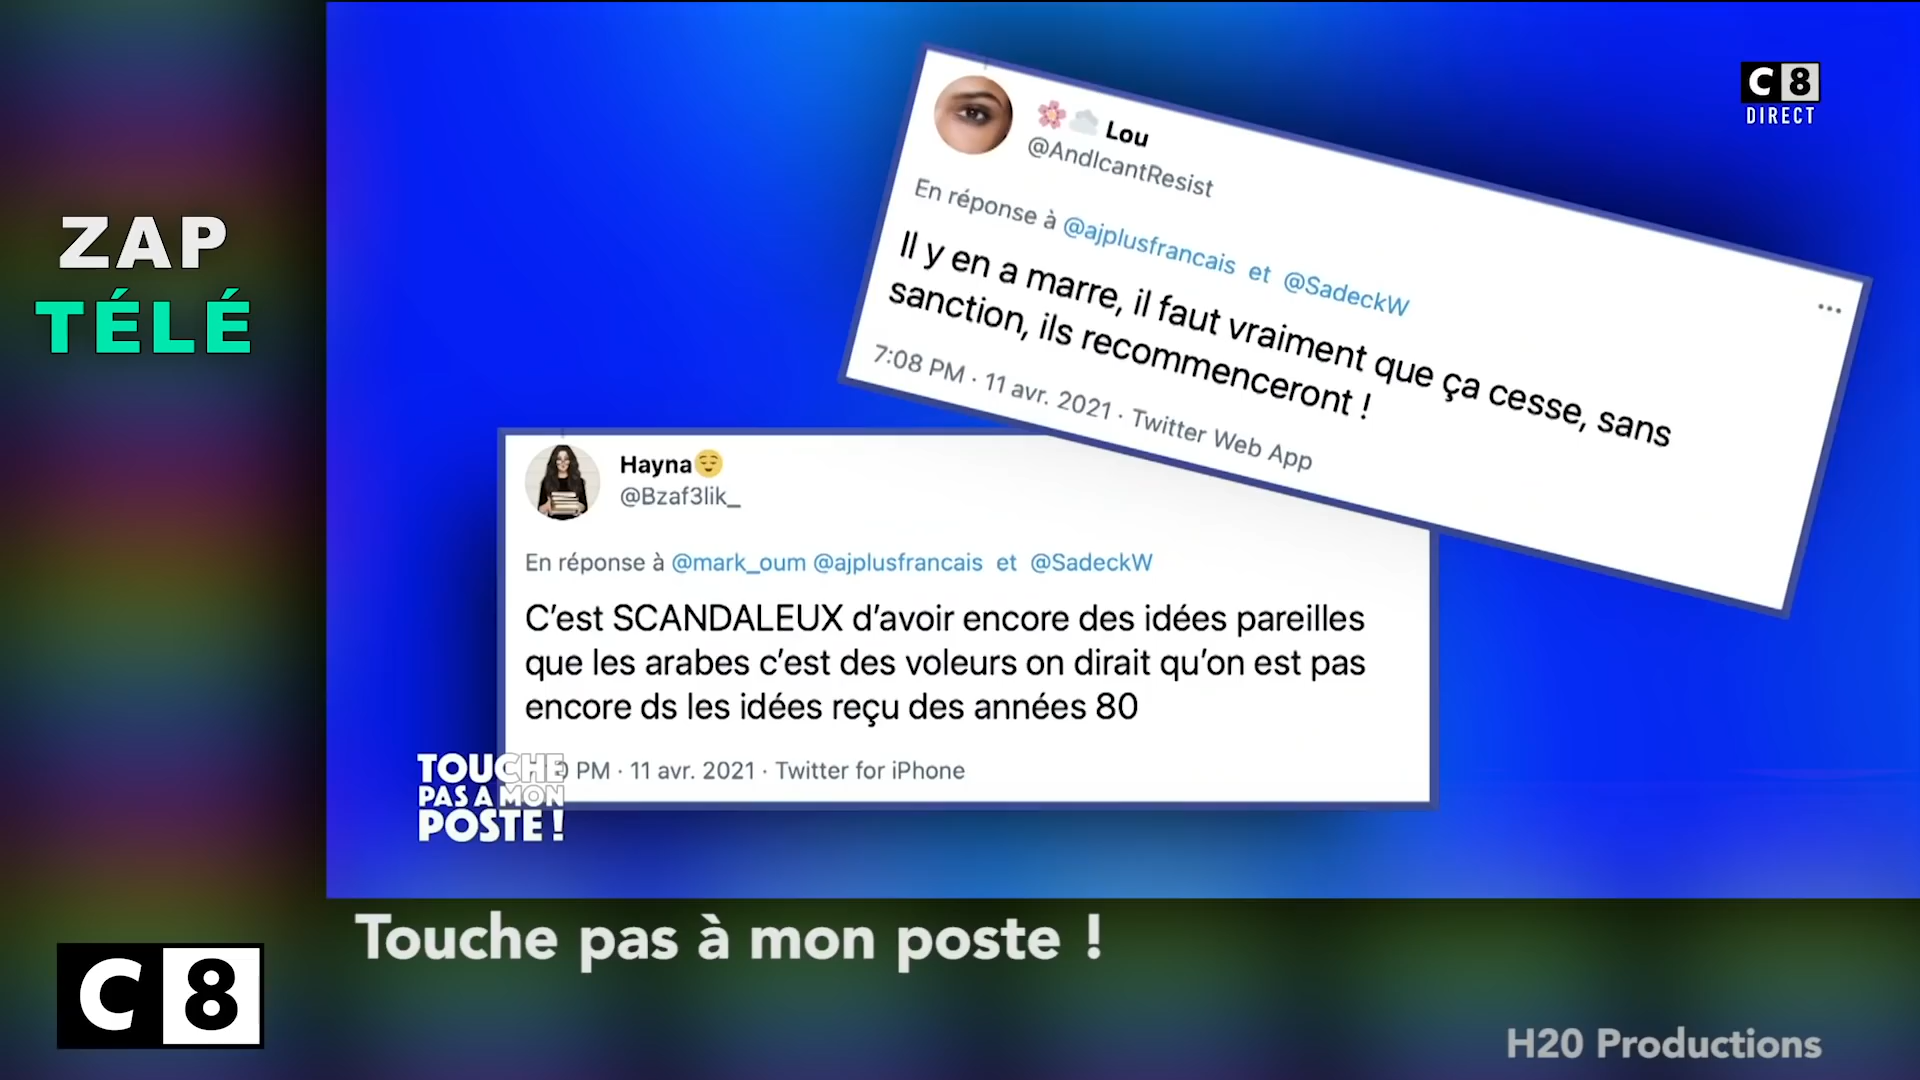 ZAP
TÉLÉ
C8
DIRECT
Lou
@AndIcantResist
En réponse à @ajplusfrancais et @SadeckW
Il y en a marre, il faut vraiment que ça cesse, sans
sanction, ils recommenceront !
7:08 PM · 11 avr. 2021 · Twitter Web App
Hayna
@Bzaf3lik_
En réponse à @mark_oum @ajplusfrancais et @SadeckW
C’est SCANDALEUX d’avoir encore des idées pareilles
que les arabes c’est des voleurs on dirait qu’on est pas
encore ds les idées reçu des années 80
PM · 11 avr. 2021 · Twitter for iPhone
TOUCHE
PAS A MON
POSTE !
Touche pas à mon poste !
C8
H20 Productions